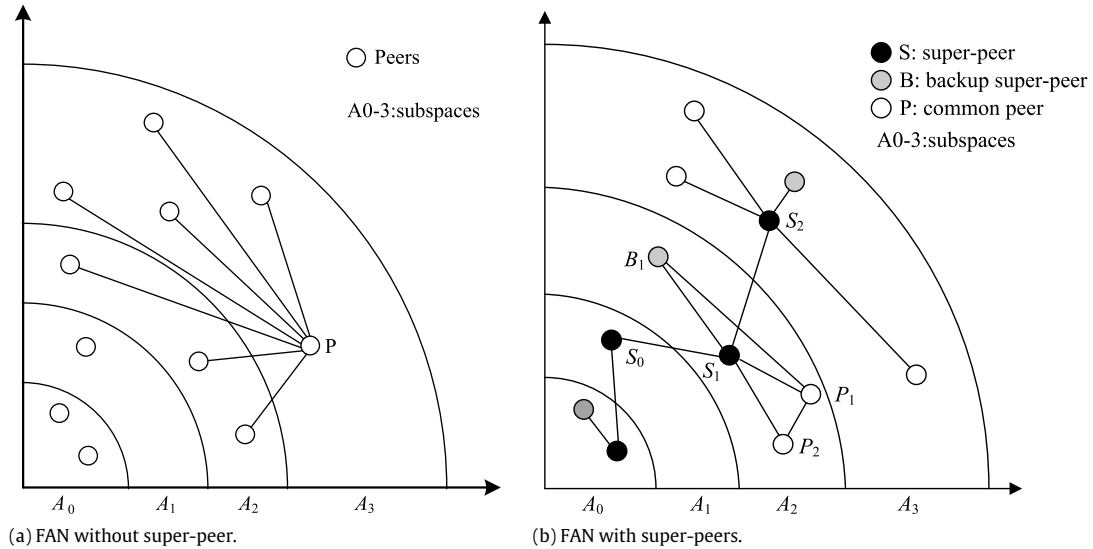 Peers
A0-3:subspaces
P
A₀
A₁
A₂
A₃
(a) FAN without super-peer.
S: super-peer
B: backup super-peer
P: common peer
A0-3:subspaces
S₂
B₁
S₀
S₁
P₁
P₂
A₀
A₁
A₂
A₃
(b) FAN with super-peers.